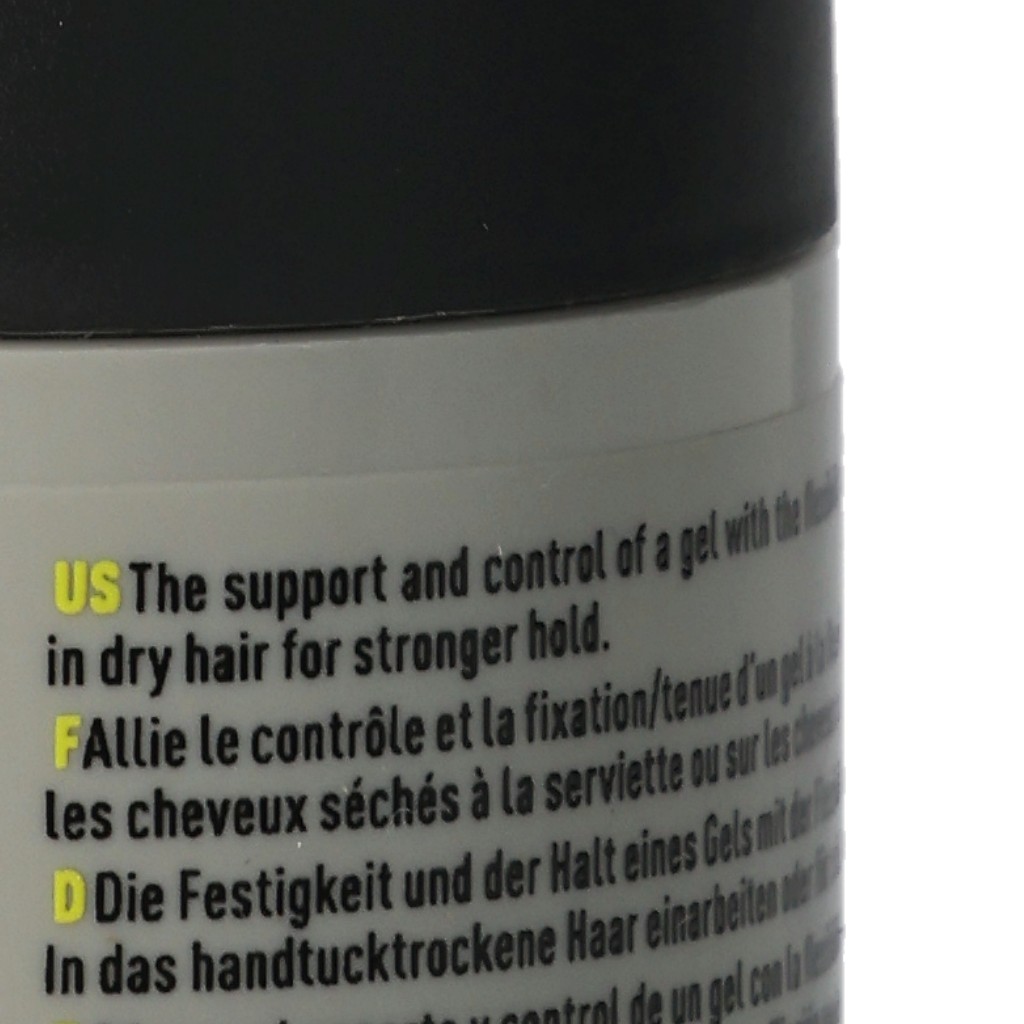 US The support and control of a gel with the
in dry hair for stronger hold.
F Allie le contrôle et la fixation/tenue d'un gel à la
les cheveux séchés à la serviette ou sur les
D Die Festigkeit und der Halt eines Gels mit der
In das handtucktrockene Haar einarbeiten oder für
y control de un gel con la